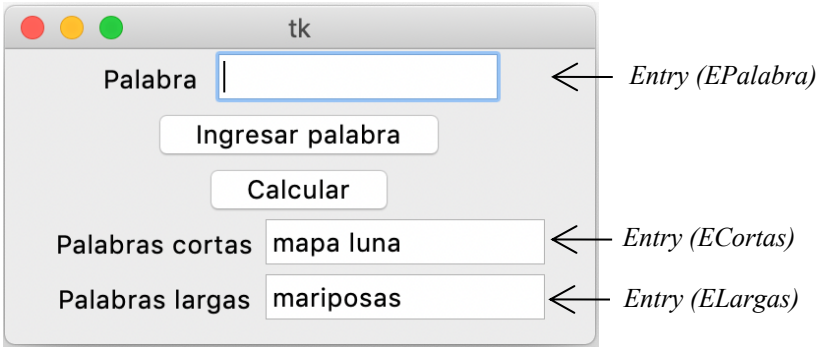 tk
Palabra Entry (EPalabra)
Ingresar palabra
Calcular
Palabras cortas mapa luna Entry (ECortas)
Palabras largas mariposas Entry (ELargas)